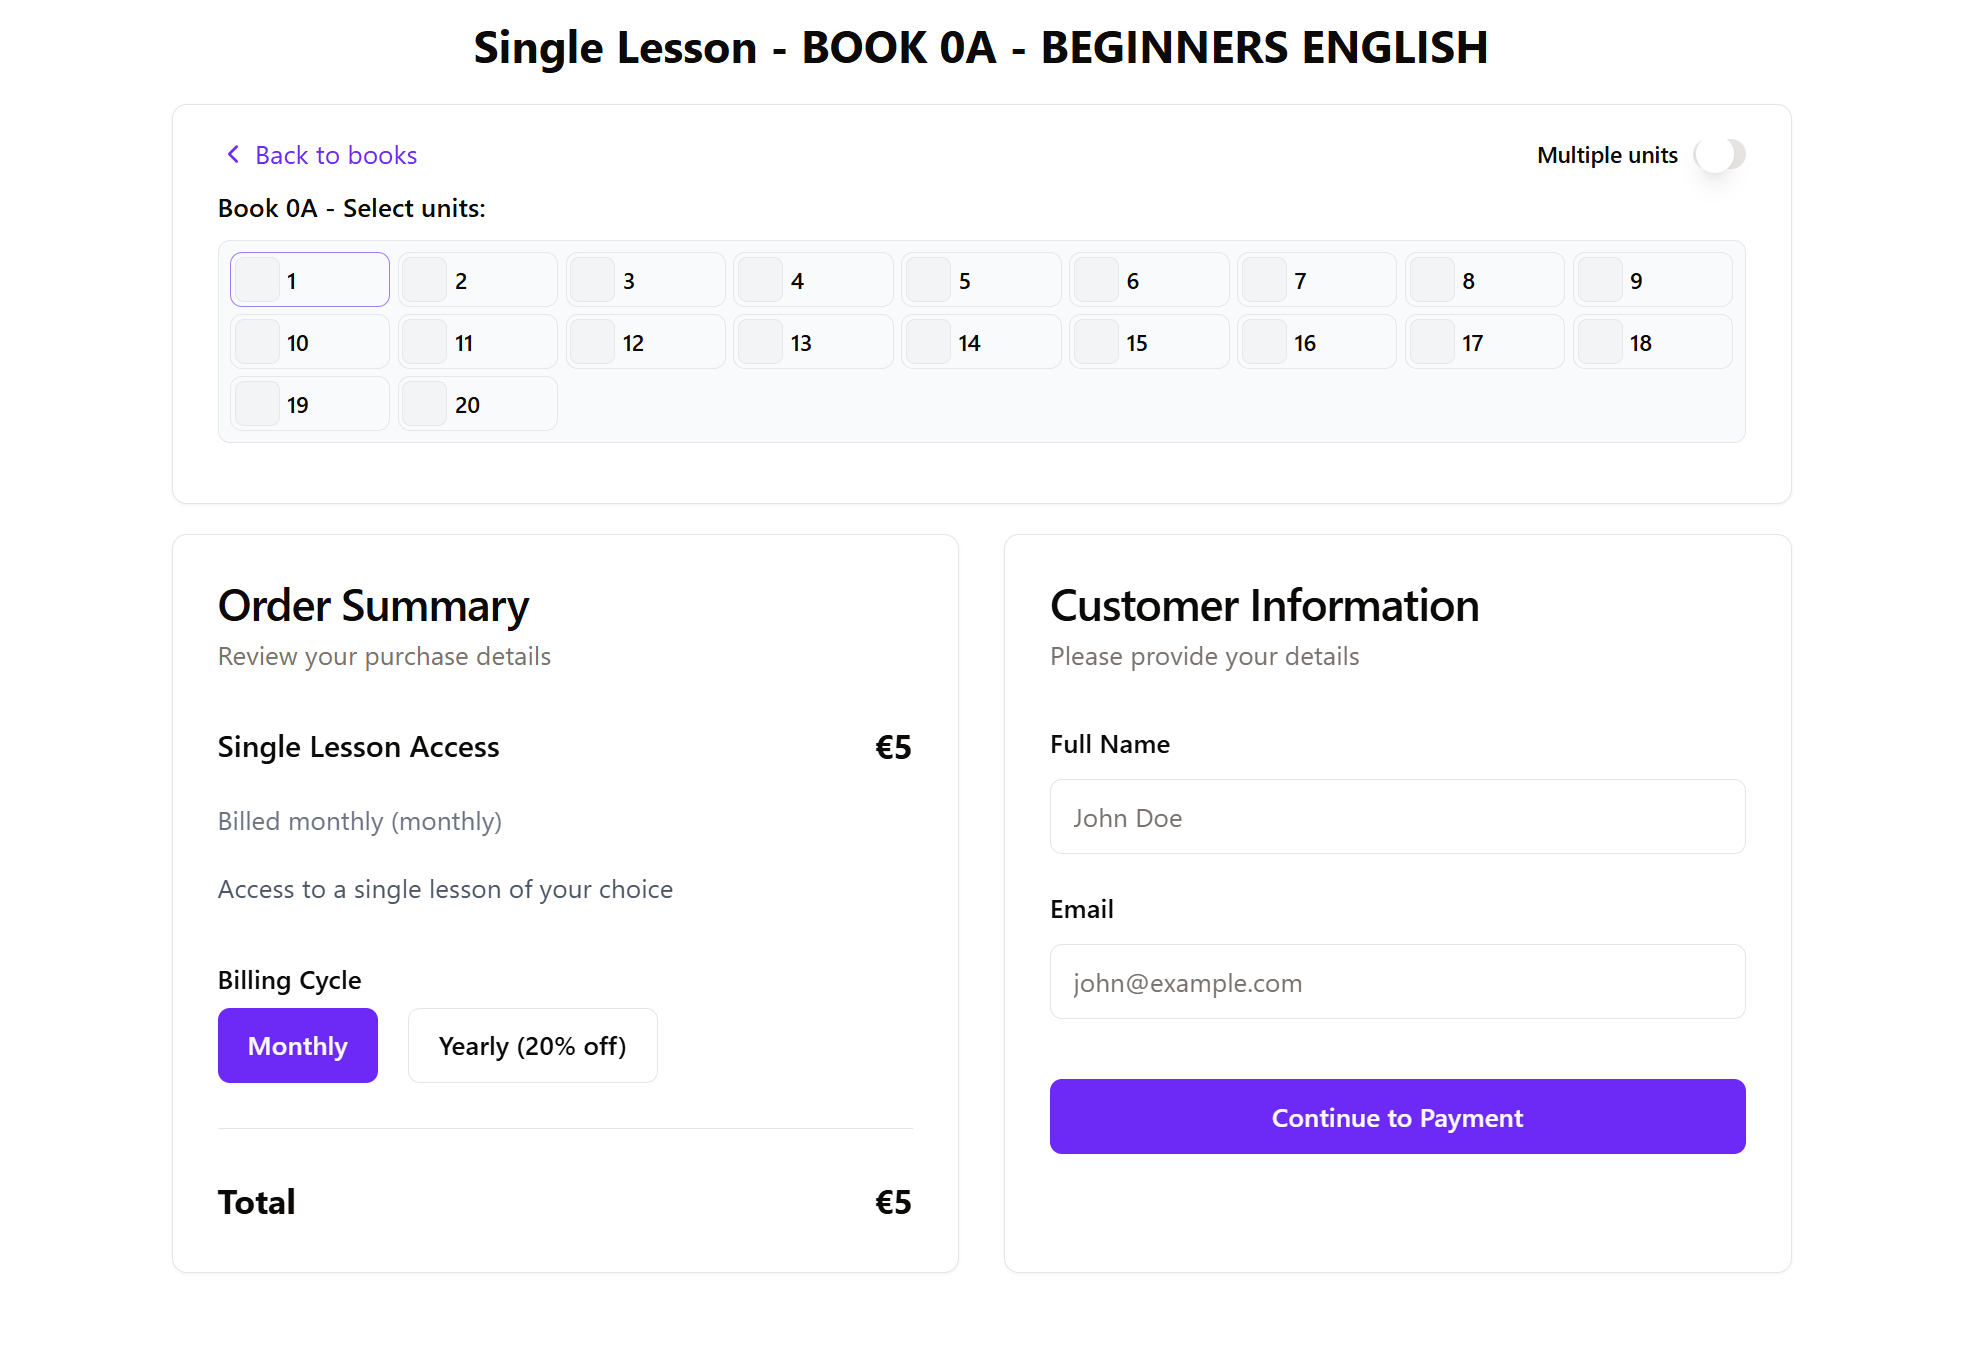 Single Lesson - BOOK 0A - BEGINNERS ENGLISH
Back to books
Multiple units
Book 0A - Select units:
1 2 3 4 5 6 7 8 9
10 11 12 13 14 15 16 17 18
19 20
Order Summary
Review your purchase details
Single Lesson Access €5
Billed monthly (monthly)
Access to a single lesson of your choice
Billing Cycle
Monthly Yearly (20% off)
Total €5
Customer Information
Please provide your details
Full Name
John Doe
Email
john@example.com
Continue to Payment